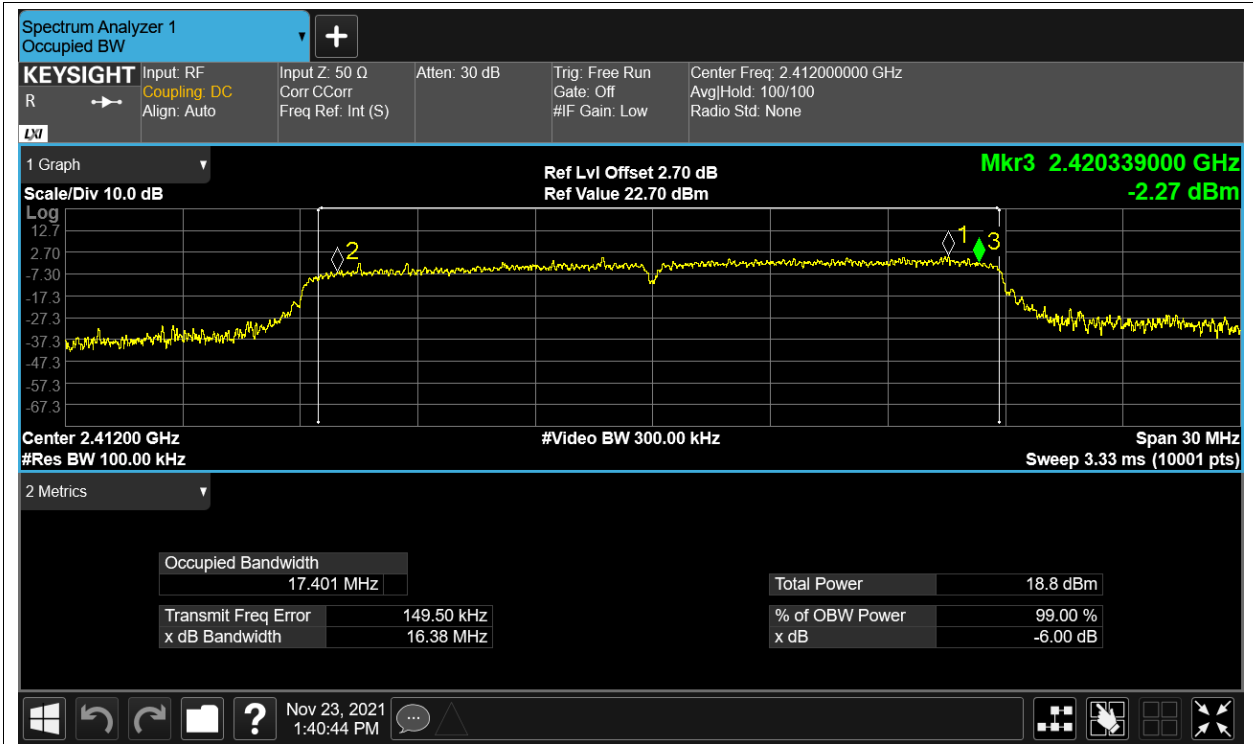 Spectrum Analyzer 1
Occupied BW
KEYSIGHT
R
LXI
Input: RF
Coupling: DC
Align: Auto
Input Z: 50 Ω
Corr CCorr
Freq Ref: Int (S)
Atten: 30 dB
Trig: Free Run
Gate: Off
#IF Gain: Low
Center Freq: 2.412000000 GHz
Avg|Hold: 100/100
Radio Std: None
1 Graph
Scale/Div 10.0 dB
Ref Lvl Offset 2.70 dB
Ref Value 22.70 dBm
Mkr3 2.420339000 GHz
-2.27 dBm
Log
12.7
2.70
-7.30
-17.3
-27.3
-37.3
-47.3
-57.3
-67.3
2
1
3
Center 2.41200 GHz
#Video BW 300.00 kHz
Span 30 MHz
#Res BW 100.00 kHz
Sweep 3.33 ms (10001 pts)
2 Metrics
Occupied Bandwidth
17.401 MHz
Transmit Freq Error 149.50 kHz
x dB Bandwidth 16.38 MHz
Total Power 18.8 dBm
% of OBW Power 99.00 %
x dB -6.00 dB
?
Nov 23, 2021
1:40:44 PM